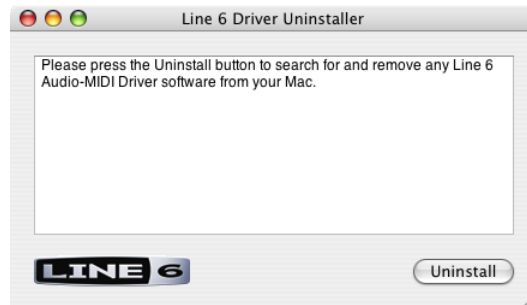 Line 6 Driver Uninstaller
Please press the Uninstall button to search for and remove any Line 6
Audio-MIDI Driver software from your Mac.
LINE 6
Uninstall